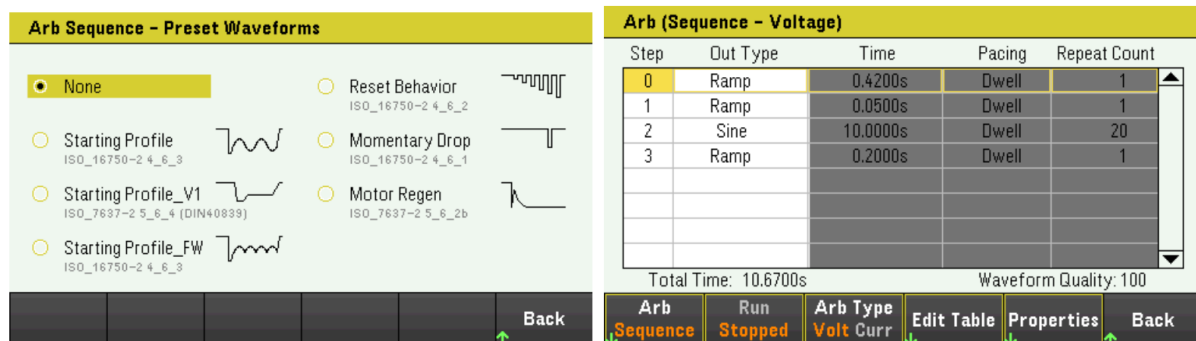 Arb Sequence - Preset Waveforms
None
Starting Profile
ISO_16750-2 4_6_3
Starting Profile_V1
ISO_7637-2 5_6_4 (DIN40839)
Starting Profile_FW
ISO_16750-2 4_6_3
Reset Behavior
ISO_16750-2 4_6_2
Momentary Drop
ISO_16750-2 4_6_1
Motor Regen
ISO_7637-2 5_6_2b
Back
Arb (Sequence - Voltage)
Step Out Type Time Pacing Repeat Count
0 Ramp 0.4200s Dwell 1
1 Ramp 0.0500s Dwell 1
2 Sine 10.0000s Dwell 20
3 Ramp 0.2000s Dwell 1
Total Time: 10.6700s Waveform Quality: 100
Arb Run Arb Type
Sequence Stopped Volt Curr Edit Table Properties Back